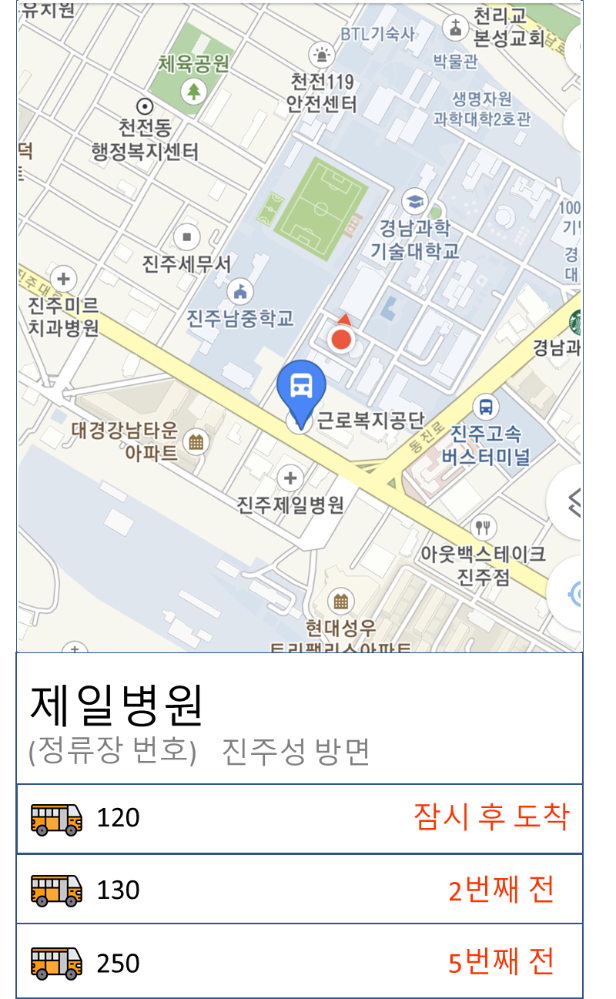 유치원
천리교
본성교회
BTL기숙사
체육공원
박물관
천전119
안전센터
생명자원
과학대학2호관
천전동
행정복지센터
덕
100
경남과학
기술대학교
경
대
진주세무서
진주대
진주미르
치과병원
진주남중학교
경남과
근로복지공단
대경강남타운
아파트
동진로
진주고속
버스터미널
진주제일병원
아웃백스테이크
진주점
현대성우
트리팰리스아파트
제일병원
(정류장 번호) 진주성 방면
120 잠시 후 도착
130 2번째 전
250 5번째 전